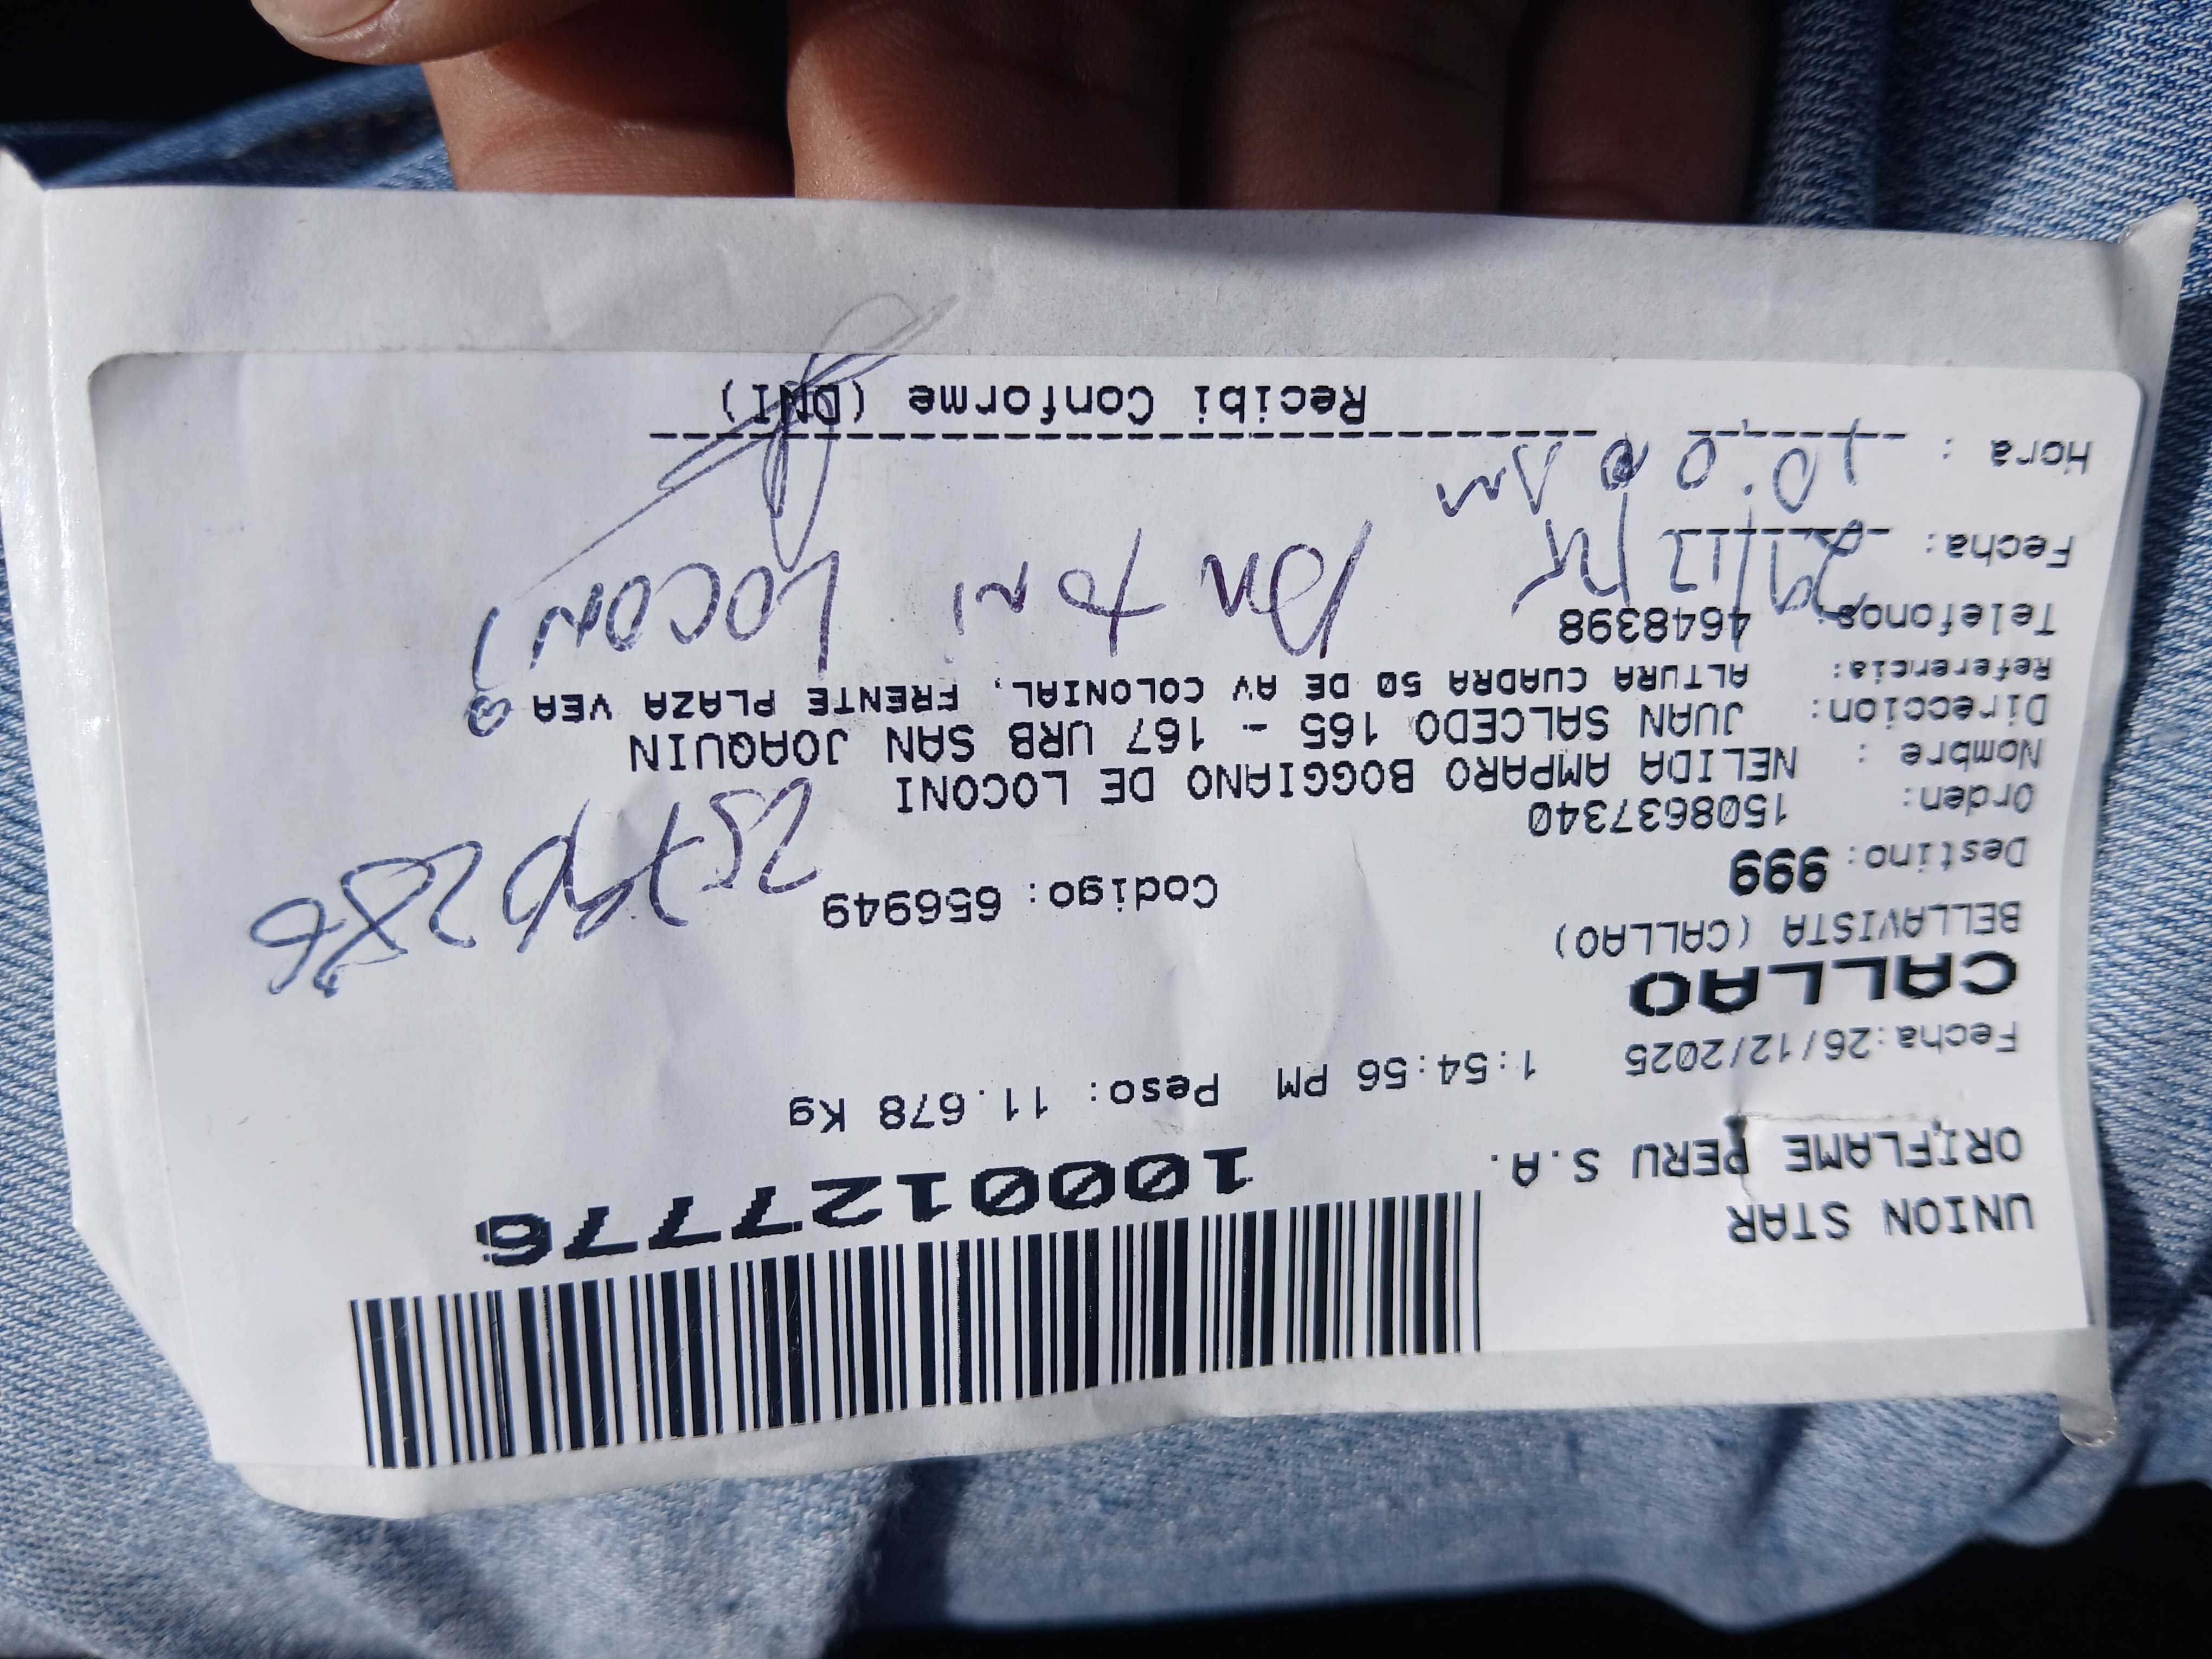 UNION STAR
ORIFLAME PERU S.A.
10012776
Fecha:26/12/2025 1:54:56 PM Peso: 11.678 Kg
CALLAO
BELLAVISTA (CALLAO)
Destino: 999 Codigo: 656949
Orden: 1508637340
Nombre : NELIDA AMPARO BOGGIANO DE LOCONI
Direccion: JUAN SALCEDO 165 - 167 URB SAN JOAQUIN
Referencia: ALTURA CUADRA 50 DE AV COLONIAL, FRENTE PLAZA VEA
Telefonos: 4648398
LOCONI
Fecha:
Hora : 10:00 Am
Recibi Conforme (DNI)